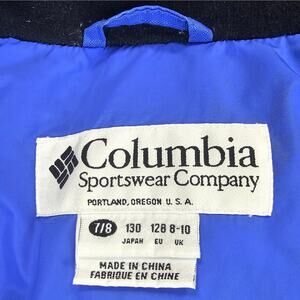 Columbia
Sportswear Company
PORTLAND, OREGON U.S.A.
7/8 130 128 8-10
JAPAN EU UK
MADE IN CHINA
FABRIQUE EN CHINE